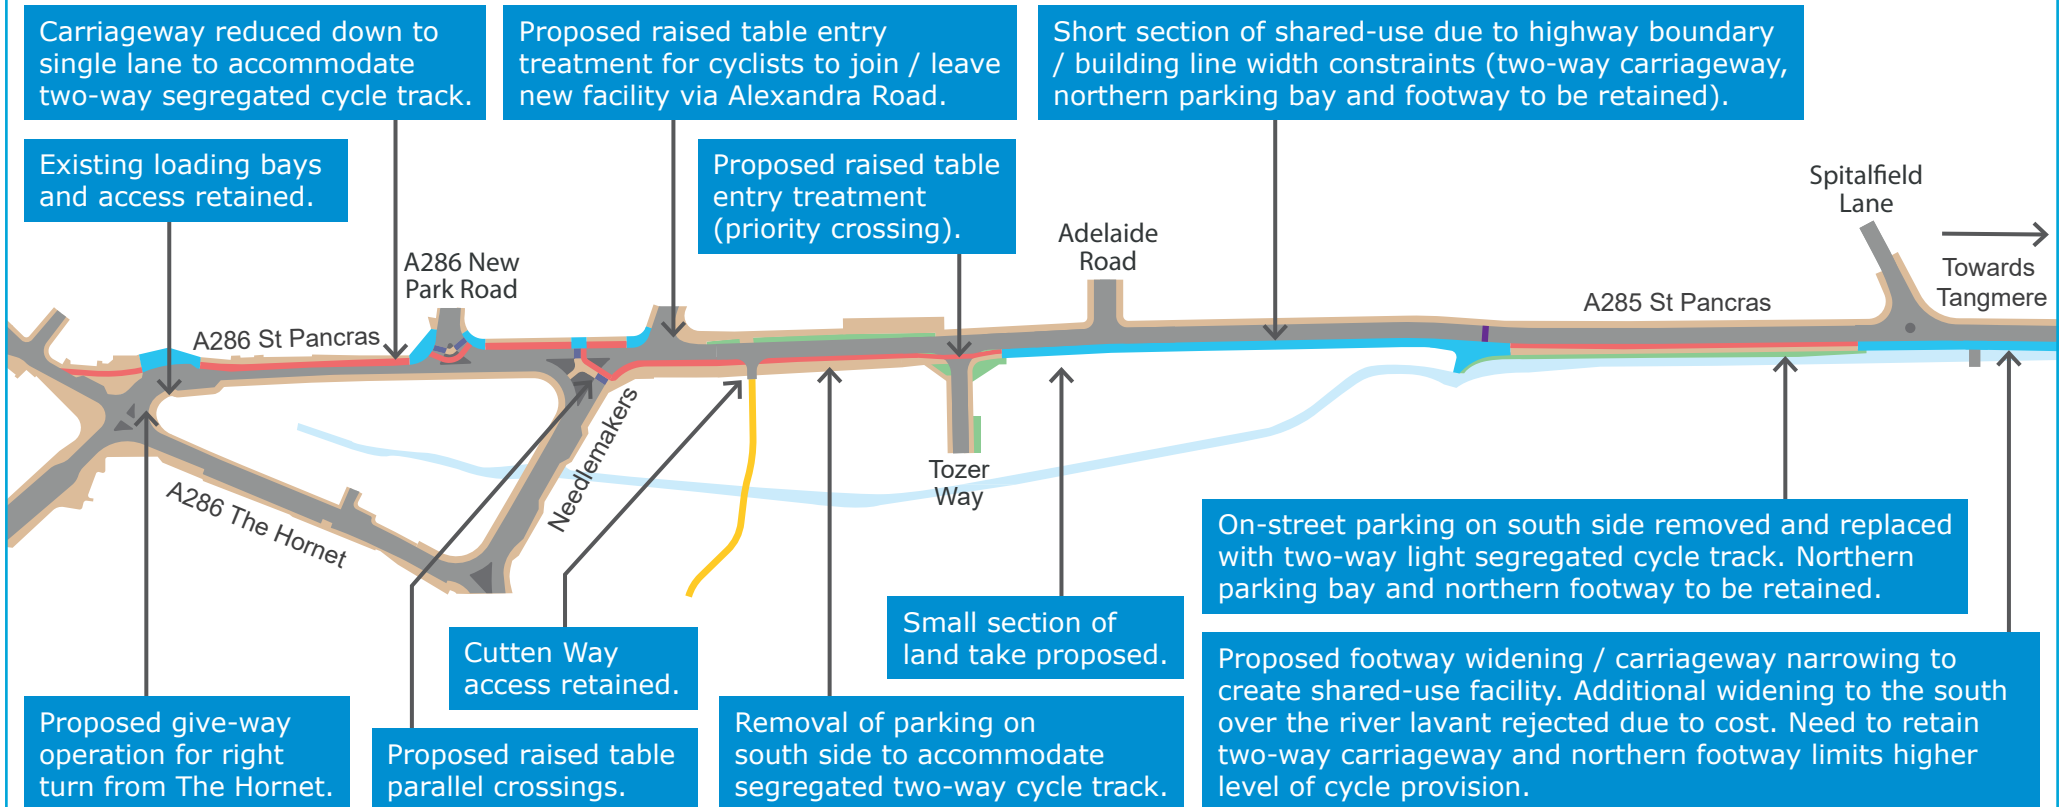 Carriageway reduced down to
single lane to accommodate
two-way segregated cycle track.
Proposed raised table entry
treatment for cyclists to join / leave
new facility via Alexandra Road.
Short section of shared-use due to highway boundary
/ building line width constraints (two-way carriageway,
northern parking bay and footway to be retained).
Existing loading bays
and access retained.
Proposed raised table
entry treatment
(priority crossing).
Spitalfield
Lane
Adelaide
Road
A286 New
Park Road
Towards
Tangmere
A286 St Pancras
A285 St Pancras
Needlemakers
A286 The Hornet
Tozer
Way
On-street parking on south side removed and replaced
with two-way light segregated cycle track. Northern
parking bay and northern footway to be retained.
Small section of
land take proposed.
Cutten Way
access retained.
Proposed give-way
operation for right
turn from The Hornet.
Proposed raised table
parallel crossings.
Removal of parking on
south side to accommodate
segregated two-way cycle track.
Proposed footway widening / carriageway narrowing to
create shared-use facility. Additional widening to the south
over the river lavant rejected due to cost. Need to retain
two-way carriageway and northern footway limits higher
level of cycle provision.